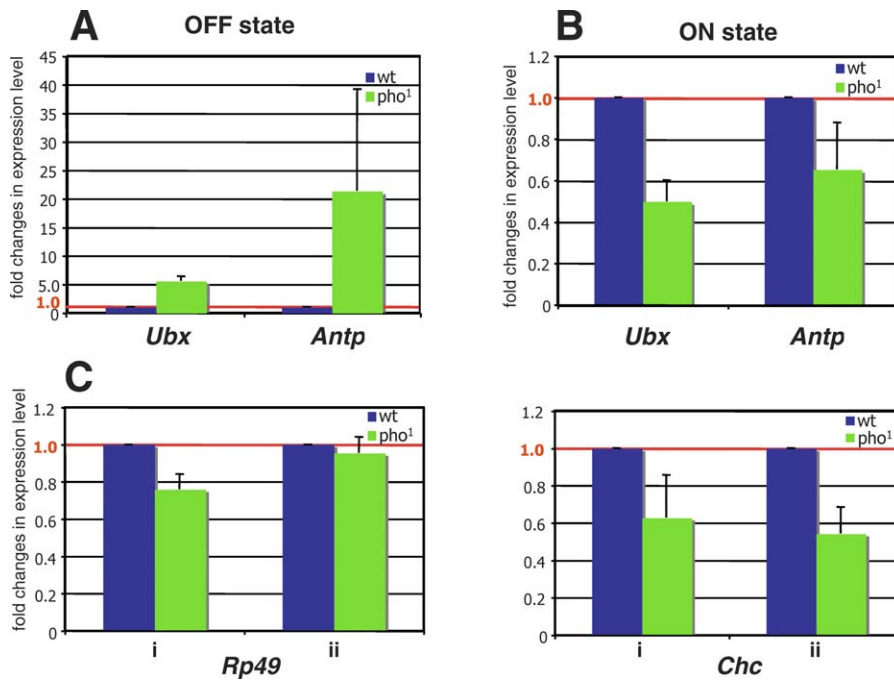 A
OFF state
fold changes in expression level
45
40
35
30
25
20
15
10
5.0
1.0
0
wt
pho¹
Ubx
Antp
B
ON state
fold changes in expression level
1.2
1.0
0.8
0.6
0.4
0.2
0
wt
pho¹
Ubx
Antp
C
fold changes in expression level
1.2
1.0
0.8
0.6
0.4
0.2
0
wt
pho¹
i
ii
Rp49
1.2
1.0
0.8
0.6
0.4
0.2
0
wt
pho¹
i
ii
Chc